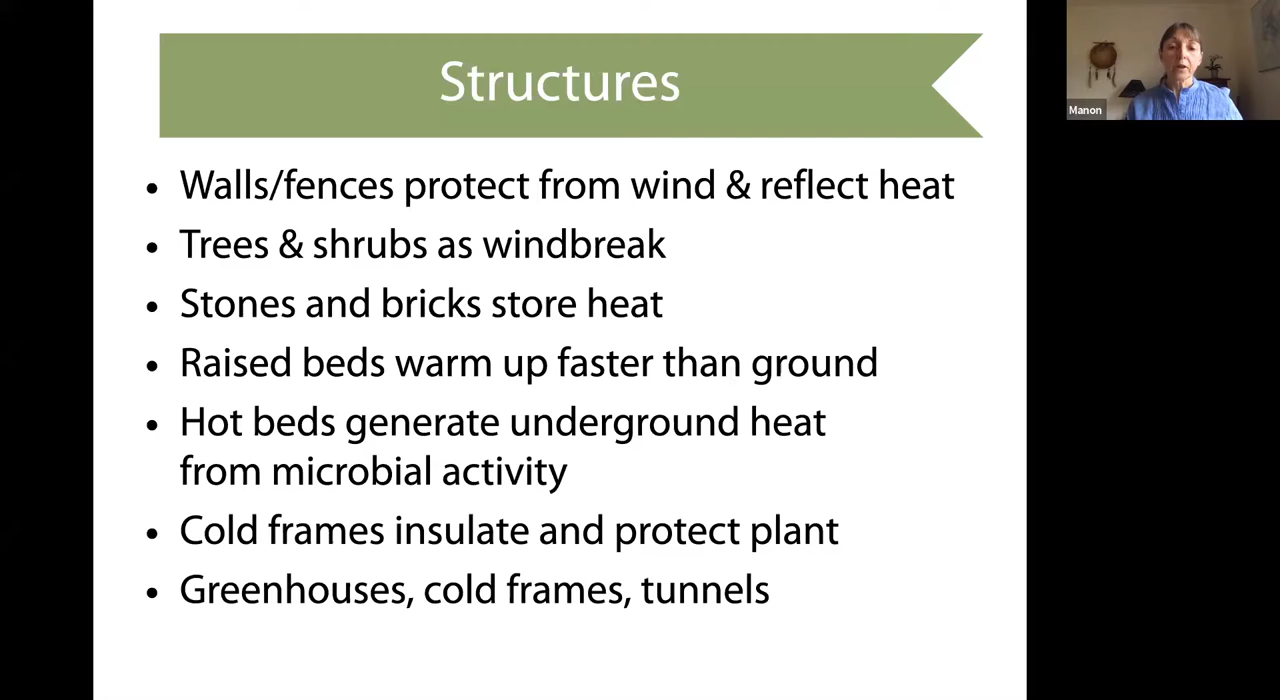 Structures
• Walls/fences protect from wind & reflect heat
• Trees & shrubs as windbreak
• Stones and bricks store heat
• Raised beds warm up faster than ground
• Hot beds generate underground heat
from microbial activity
• Cold frames insulate and protect plant
• Greenhouses, cold frames, tunnels
Manon